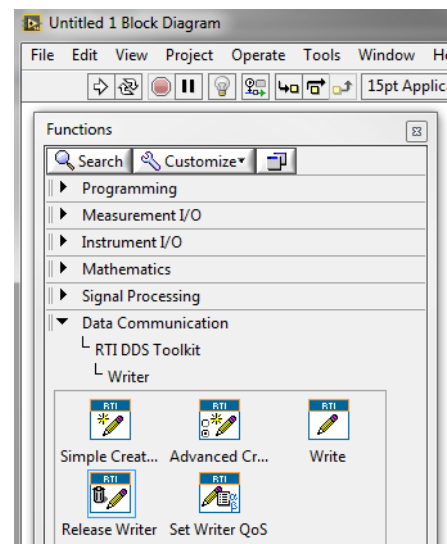 Untitled 1 Block Diagram
File Edit View Project Operate Tools Window
15pt Applic
Functions
Search Customize
Programming
Measurement I/O
Instrument I/O
Mathematics
Signal Processing
Data Communication
RTI DDS Toolkit
Writer
RTI RTI RTI
Simple Creat... Advanced Cr... Write
RTI RTI
Release Writer Set Writer QoS